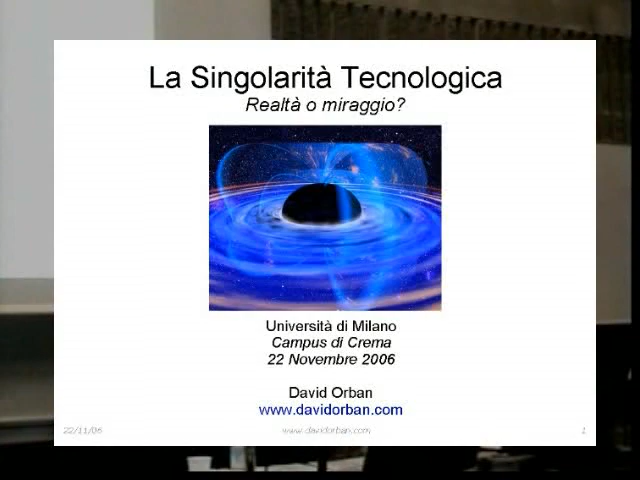 La Singolarità Tecnologica
Realtà o miraggio?
Università di Milano
Campus di Crema
22 Novembre 2006
David Orban
www.davidorban.com
22/11/06
www.davidorban.com
1